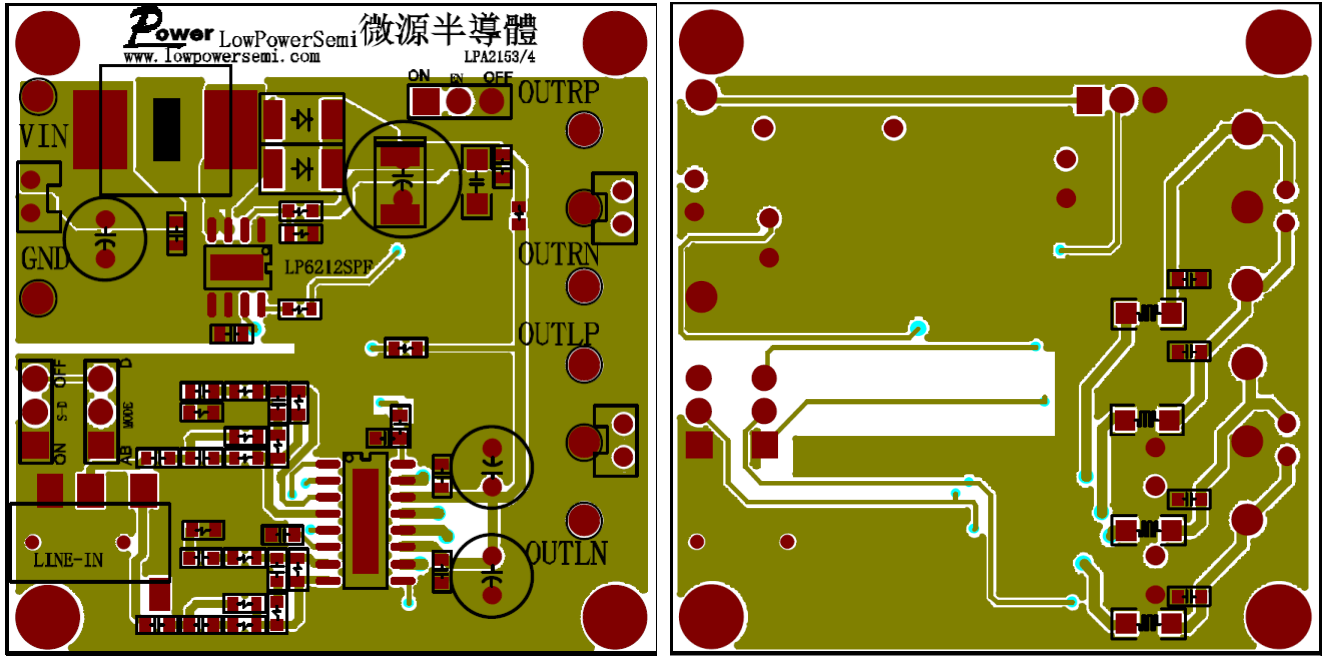 Power LowPowerSemi 微源半導體
www.lowpowersemi.com LPA2153/4
ON EN OFF
OUTRP
VIN
OUTRN
GND
LP6212SPF
OUTLP
OFF
S-D
ON
D
MODE
AB
LINE-IN
OUTLN